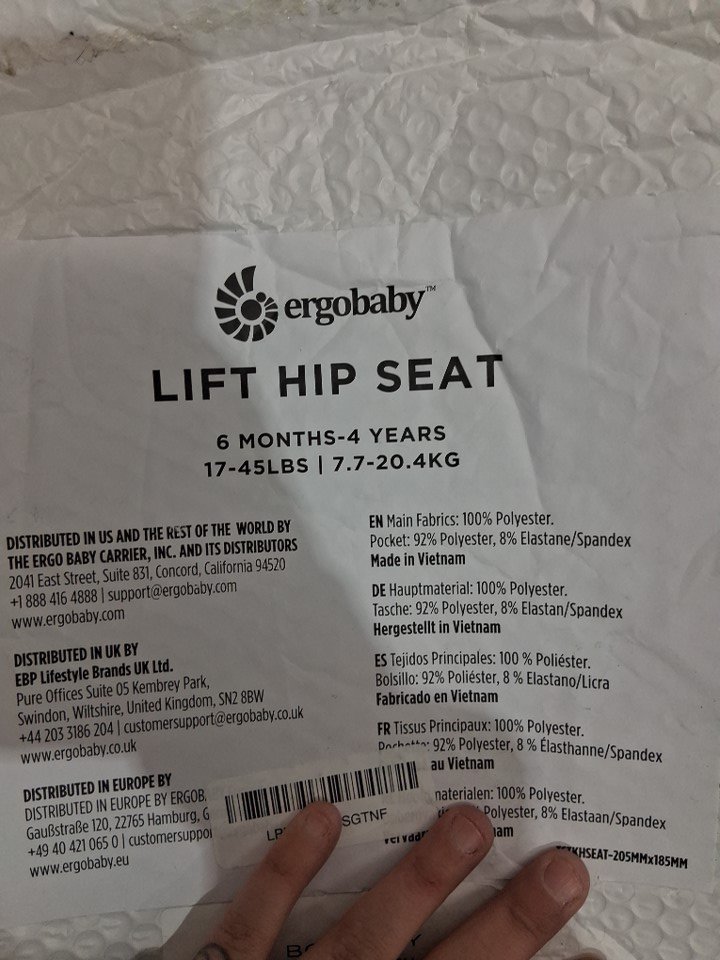 ergobaby™
LIFT HIP SEAT
6 MONTHS-4 YEARS
17-45LBS | 7.7-20.4KG
DISTRIBUTED IN US AND THE REST OF THE WORLD BY
THE ERGO BABY CARRIER, INC. AND ITS DISTRIBUTORS
2041 East Street, Suite 831, Concord, California 94520
+1 888 416 4888 | support@ergobaby.com
www.ergobaby.com
DISTRIBUTED IN UK BY
EBP Lifestyle Brands UK Ltd.
Pure Offices Suite 05 Kembrey Park,
Swindon, Wiltshire, United Kingdom, SN2 8BW
+44 203 3186 204 | customersupport@ergobaby.co.uk
www.ergobaby.co.uk
DISTRIBUTED IN EUROPE BY
DISTRIBUTED IN EUROPE BY ERGOB
Gaußstraße 120, 22765 Hamburg, G
+49 40 421 065 0 | customersuppo
www.ergobaby.eu
EN Main Fabrics: 100% Polyester.
Pocket: 92% Polyester, 8% Elastane/Spandex
Made in Vietnam
DE Hauptmaterial: 100% Polyester.
Tasche: 92% Polyester, 8% Elastan/Spandex
Hergestellt in Vietnam
ES Tejidos Principales: 100 % Poliéster.
Bolsillo: 92% Poliéster, 8 % Elastano/Licra
Fabricado en Vietnam
FR Tissus Principaux: 100% Polyester.
92% Polyester, 8 % Élasthanne/Spandex
au Vietnam
materialen: 100% Polyester.
Polyester, 8% Elastaan/Spandex
KHSEAT-205MMx185MM
SGTNF